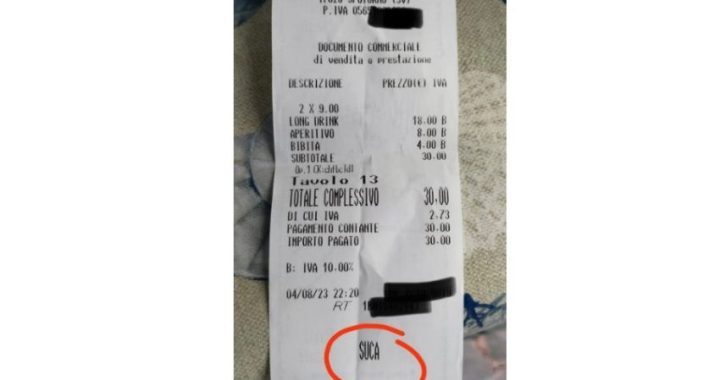 P.IVA 056
DOCUMENTO COMMERCIALE
di vendita o prestazione
DESCRIZIONE PREZZO(€) IVA
2 X 9.00
LONG DRINK 18.00 B
APERITIVO 8.00 B
BIBITA 4.00 B
SUBTOTALE 30.00
Tavolo 13
TOTALE COMPLESSIVO 30,00
DI CUI IVA 2,73
PAGAMENTO CONTANTE 30.00
IMPORTO PAGATO 30.00
B: IVA 10.00%
04/08/23 22:20
RT
SUCA